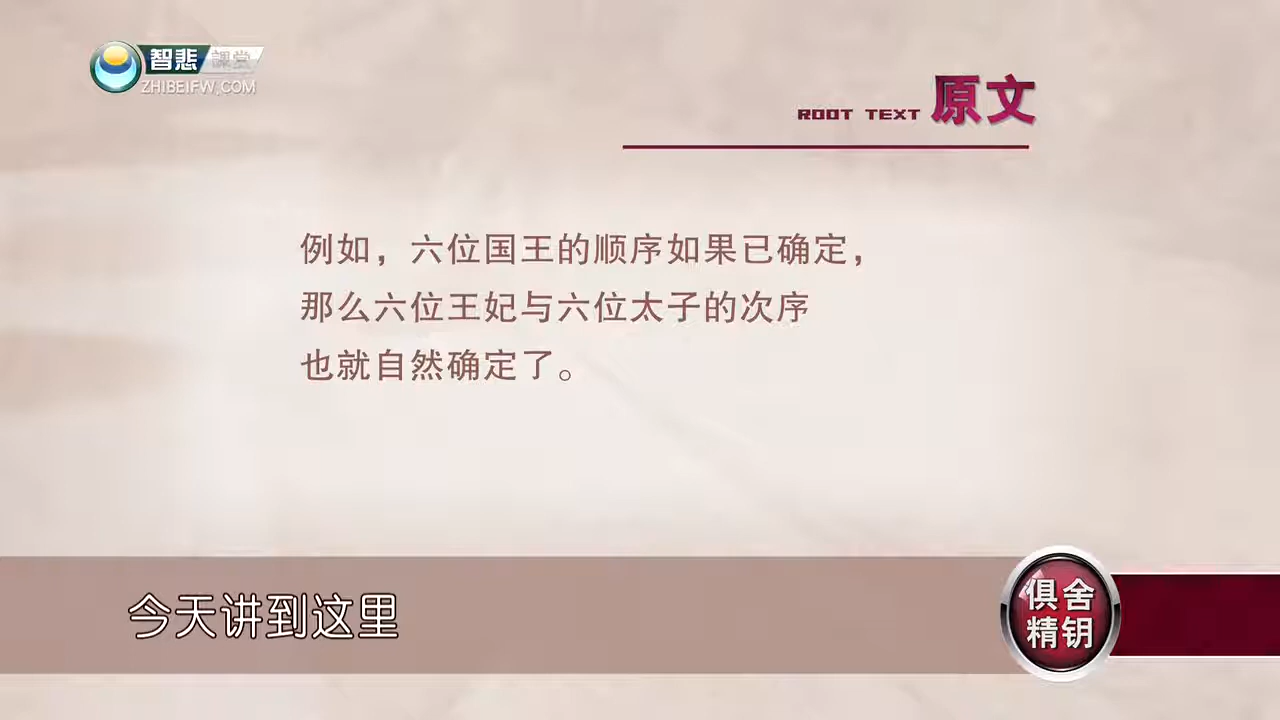 智悲課堂
ZHIBEIFW.COM
ROOT TEXT 原文
例如，六位国王的顺序如果已确定，
那么六位王妃与六位太子的次序
也就自然确定了。
今天讲到这里
俱舍
精钥